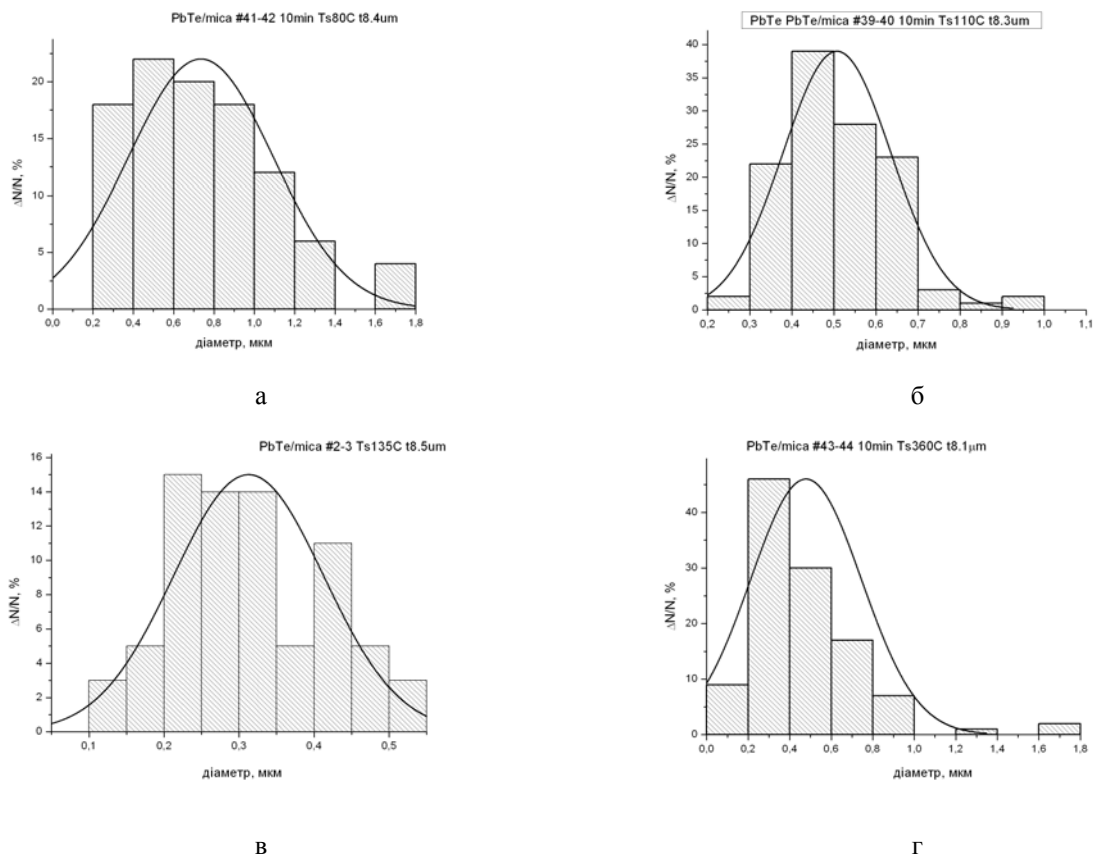 PbTe/mica #41-42 10min Ts80C t8.4um
20
15
10
5
0
ΔN/N, %
0,0 0,2 0,4 0,6 0,8 1,0 1,2 1,4 1,6 1,8
діаметр, мкм
а
PbTe PbTe/mica #39-40 10min Ts110C t8.3um
40
35
30
25
20
15
10
5
0
ΔN/N, %
0,2 0,3 0,4 0,5 0,6 0,7 0,8 0,9 1,0 1,1
діаметр, мкм
б
PbTe/mica #2-3 Ts135C t8.5um
16
14
12
10
8
6
4
2
0
ΔN/N, %
0,1 0,2 0,3 0,4 0,5
діаметр, мкм
в
PbTe/mica #43-44 10min Ts360C t8.1μm
40
30
20
10
0
ΔN/N, %
0,0 0,2 0,4 0,6 0,8 1,0 1,2 1,4 1,6 1,8
діаметр, мкм
г